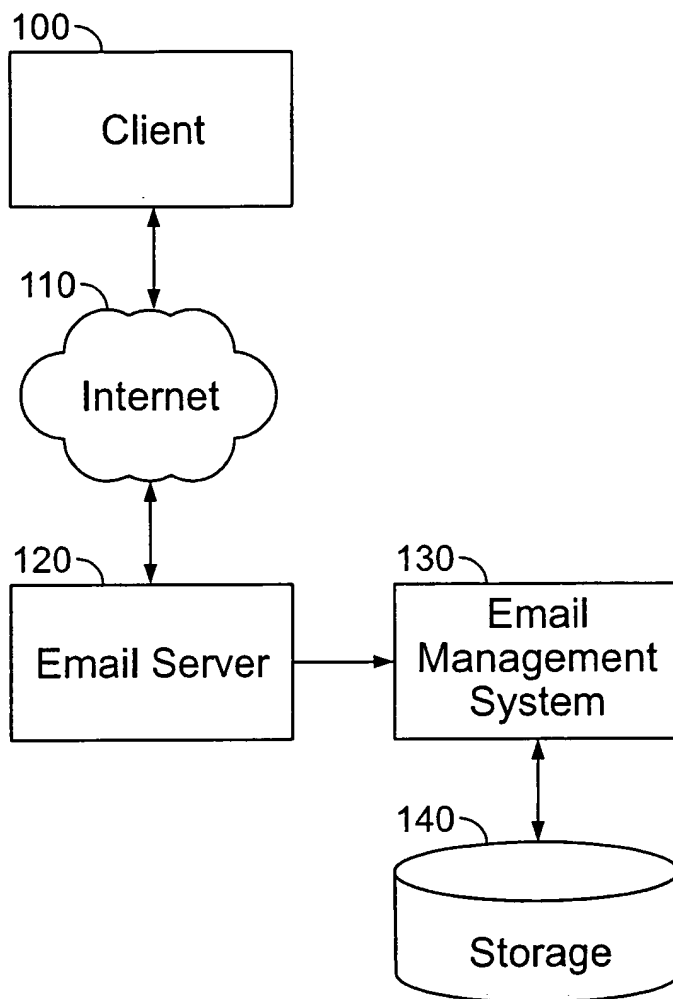 100
Client
110
Internet
120
Email Server
130
Email
Management
System
140
Storage